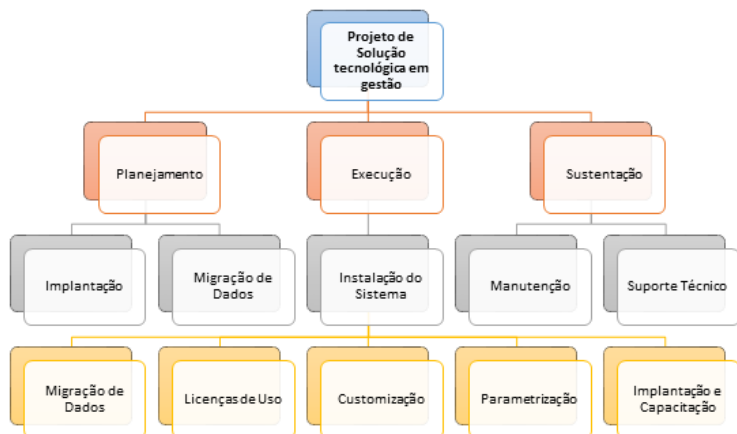 Projeto de
Solução
tecnológica em
gestão
Planejamento
Execução
Sustentação
Implantação
Migração de
Dados
Instalação do
Sistema
Manutenção
Suporte Técnico
Migração de
Dados
Licenças de Uso
Customização
Parametrização
Implantação e
Capacitação